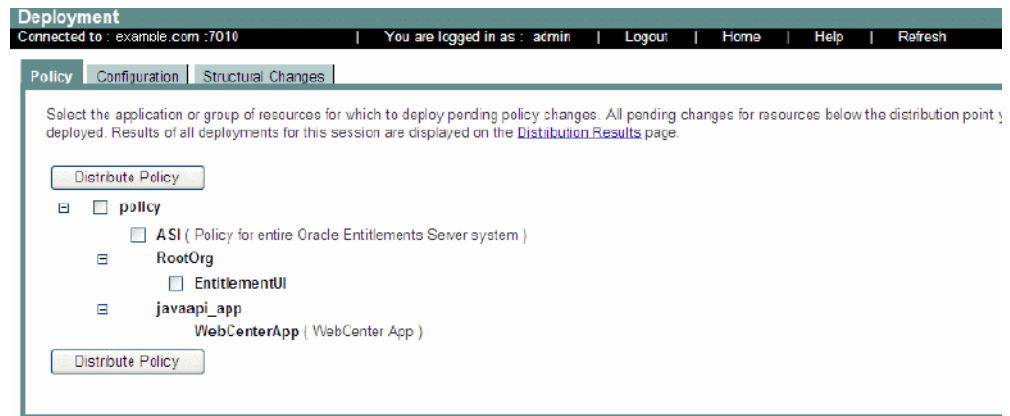 Deployment
Connected to : example.com :7010 | You are logged in as : admin | Logout | Home | Help | Refresh
Policy Configuration Structural Changes
Select the application or group of resources for which to deploy pending policy changes. All pending changes for resources below the distribution point y
deployed. Results of all deployments for this session are displayed on the Distribution Results page.
Distribute Policy
policy
ASI ( Policy for entire Oracle Entitlements Server system )
RootOrg
EntitlementUI
javaapi_app
WebCenterApp ( WebCenter App )
Distribute Policy